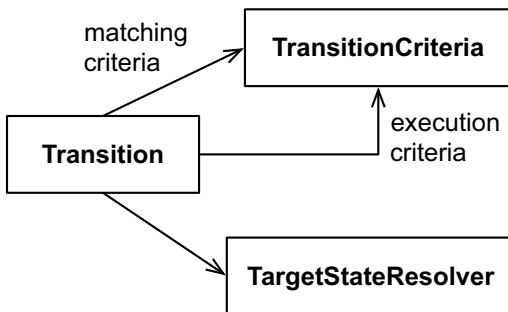 matching
criteria
TransitionCriteria
execution
criteria
Transition
TargetStateResolver